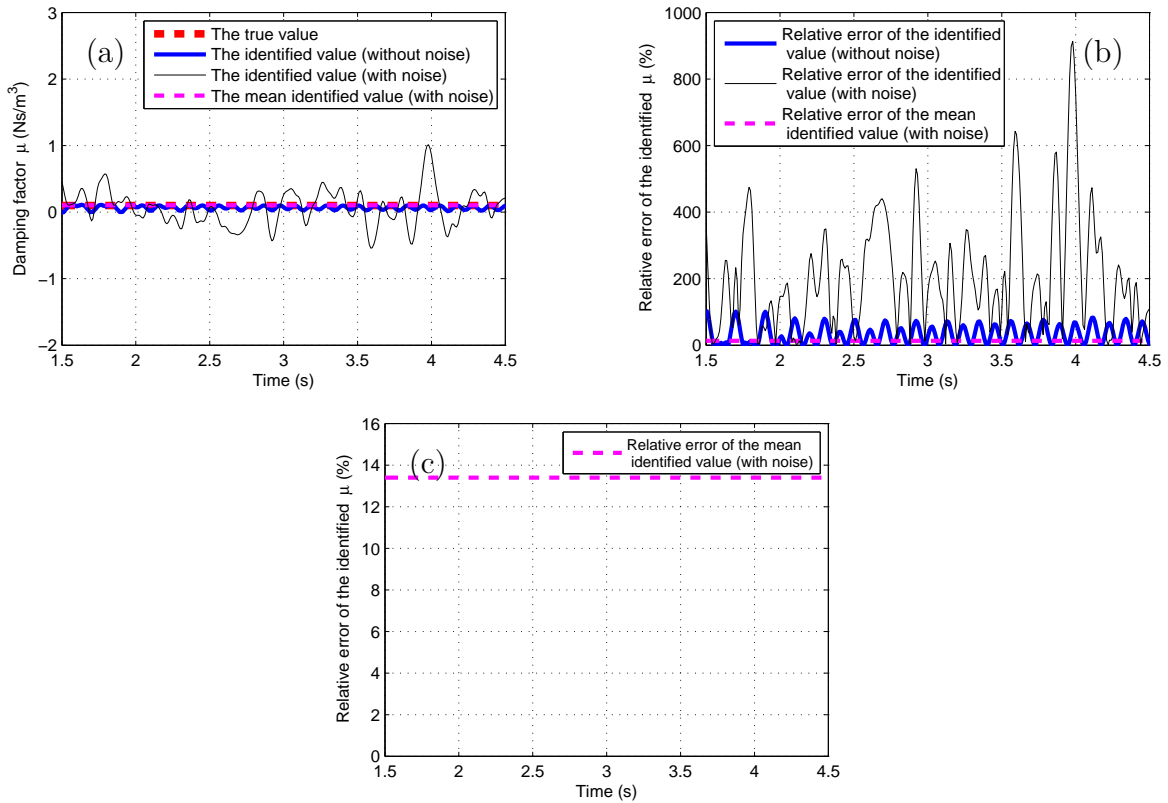 3
2
1
0
−1
−2
1.5 2 2.5 3 3.5 4 4.5
Time (s)
Damping factor μ (Ns/m3)
(a)
The true value
The identified value (without noise)
The identified value (with noise)
The mean identified value (with noise)
1000
800
600
400
200
0
1.5 2 2.5 3 3.5 4 4.5
Time (s)
Relative error of the identified μ (%)
(b)
Relative error of the identified
value (without noise)
Relative error of the identified
value (with noise)
Relative error of the mean
identified value (with noise)
16
14
12
10
8
6
4
2
0
1.5 2 2.5 3 3.5 4 4.5
Time (s)
Relative error of the identified μ (%)
(c)
Relative error of the mean
identified value (with noise)